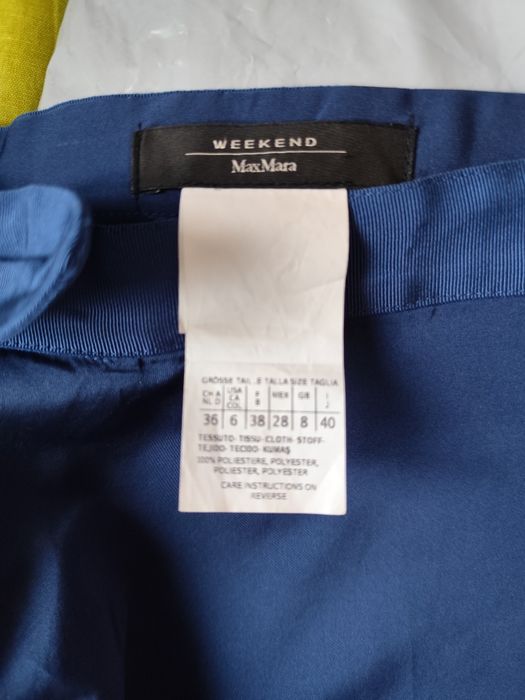 WEEKEND
MaxMara
GRÖSSE TAILLE TALLA SIZE TAGLIA
CH A USA F MEX GB I
NL D CA B J
COL
36 6 38 28 8 40
TESSUTO- TISSU- CLOTH- STOFF-
TEJIDO- TECIDO- KUMAŞ
100% POLIESTERE, POLYESTER,
POLIESTER, POLYESTER
CARE INSTRUCTIONS ON
REVERSE